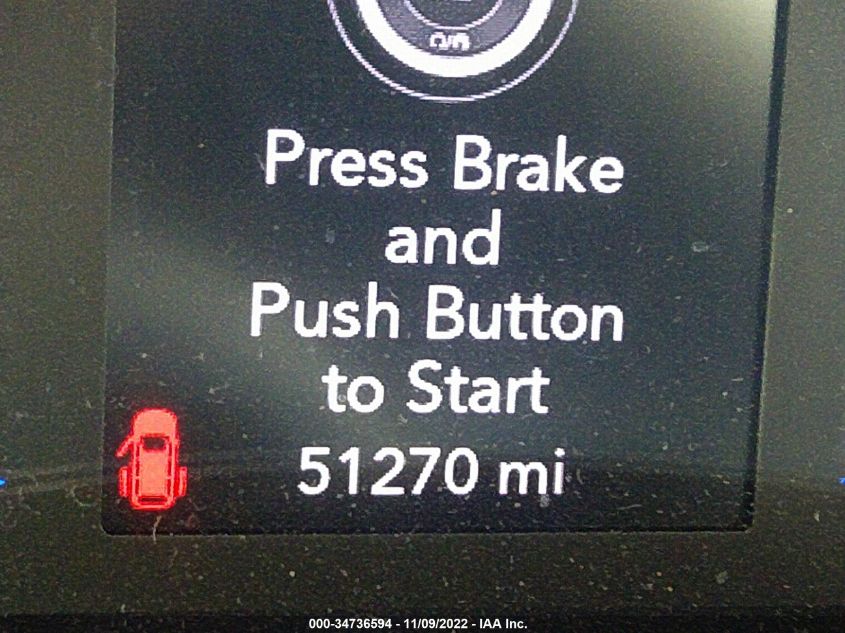 Press Brake
and
Push Button
to Start
51270 mi
000-34736594 - 11/09/2022 - IAA Inc.